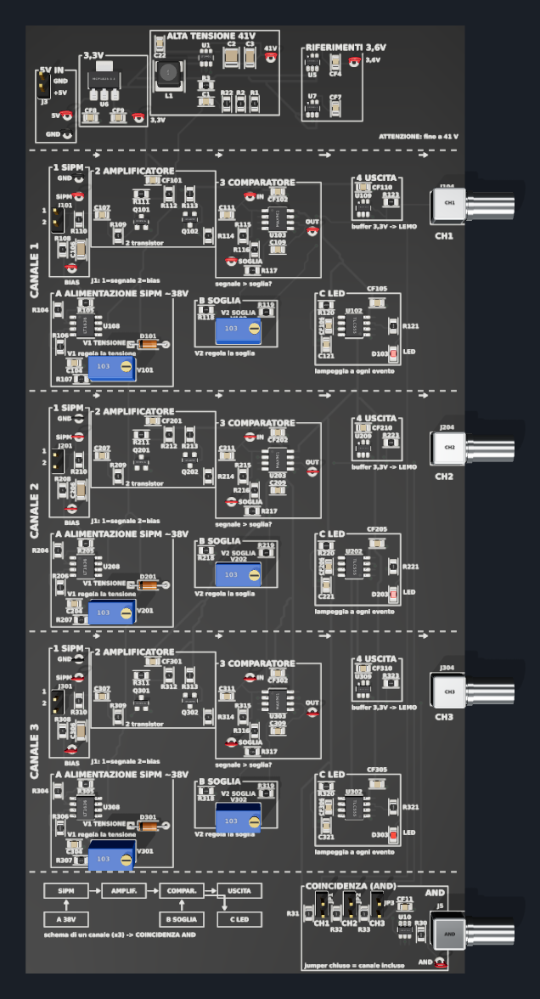 ALTA TENSIONE 41V
C22
U1
C2
C3
41V
L1
R3
C1
R22
R2
R1
3,3V
U6
CF8
CF9
3,3V
5V IN
GND
+5V
J3
5V
GND
RIFERIMENTI 3,6V
U5
CF4
3,6V
U7
CF7
ATTENZIONE: fino a 41 V
CANALE 1
1 SiPM
GND
SiPM
J101
1
2
R110
R108
BIAS
2 AMPLIFICATORE
CF101
R111
R112
R113
C107
Q101
R109
Q102
2 transistor
J1: 1=segnale 2=bias
3 COMPARATORE
IN
CF102
C111
U103
OUT
R115
R114
R116
C109
SOGLIA
R117
segnale > soglia?
4 USCITA
CF110
U109
R123
buffer 3,3V -> LEMO
CH1
CH1
A ALIMENTAZIONE SiPM ~38V
R104
R105
U108
R106
V1 TENSIONE
D101
V1 regola la tensione
C104
103
V101
R107
B SOGLIA
R118
R119
V2 SOGLIA
103
V2 regola la soglia
C LED
CF105
R120
U102
R121
C121
D103
LED
lampeggia a ogni evento
CANALE 2
1 SiPM
GND
SiPM
J201
1
2
R210
R208
BIAS
2 AMPLIFICATORE
CF201
R211
R212
R213
C207
Q201
R209
Q202
2 transistor
J1: 1=segnale 2=bias
3 COMPARATORE
IN
CF202
C211
U203
OUT
R215
R214
R216
C209
SOGLIA
R217
segnale > soglia?
4 USCITA
CF210
U209
R223
buffer 3,3V -> LEMO
J204
CH2
CH2
A ALIMENTAZIONE SiPM ~38V
R204
R205
U208
R206
V1 TENSIONE
D201
V1 regola la tensione
C204
103
V201
R207
B SOGLIA
R218
R219
V2 SOGLIA
V202
103
V2 regola la soglia
C LED
CF205
R220
U202
R221
C221
D203
LED
lampeggia a ogni evento
CANALE 3
1 SiPM
GND
SiPM
J301
1
2
R310
R308
BIAS
2 AMPLIFICATORE
CF301
R311
R312
R313
C307
Q301
R309
Q302
2 transistor
J1: 1=segnale 2=bias
3 COMPARATORE
IN
CF302
C311
U303
OUT
R315
R314
R316
C309
SOGLIA
R317
segnale > soglia?
4 USCITA
CF310
U309
R323
buffer 3,3V -> LEMO
J304
CH3
CH3
A ALIMENTAZIONE SiPM ~38V
R304
R305
U308
R306
V1 TENSIONE
D301
V1 regola la tensione
C304
103
V301
R307
B SOGLIA
R318
R319
V2 SOGLIA
V302
103
V2 regola la soglia
C LED
CF305
R320
U302
R321
C321
D303
LED
lampeggia a ogni evento
SiPM
AMPLIF.
COMPAR.
USCITA
A 38V
B SOGLIA
C LED
schema di un canale (x3) -> COINCIDENZA AND
COINCIDENZA (AND)
AND
JP1
JP2
JP3
CF11
J5
R31
CH1
CH2
CH3
U10
R32
R33
R30
AND
AND
jumper chiuso = canale incluso